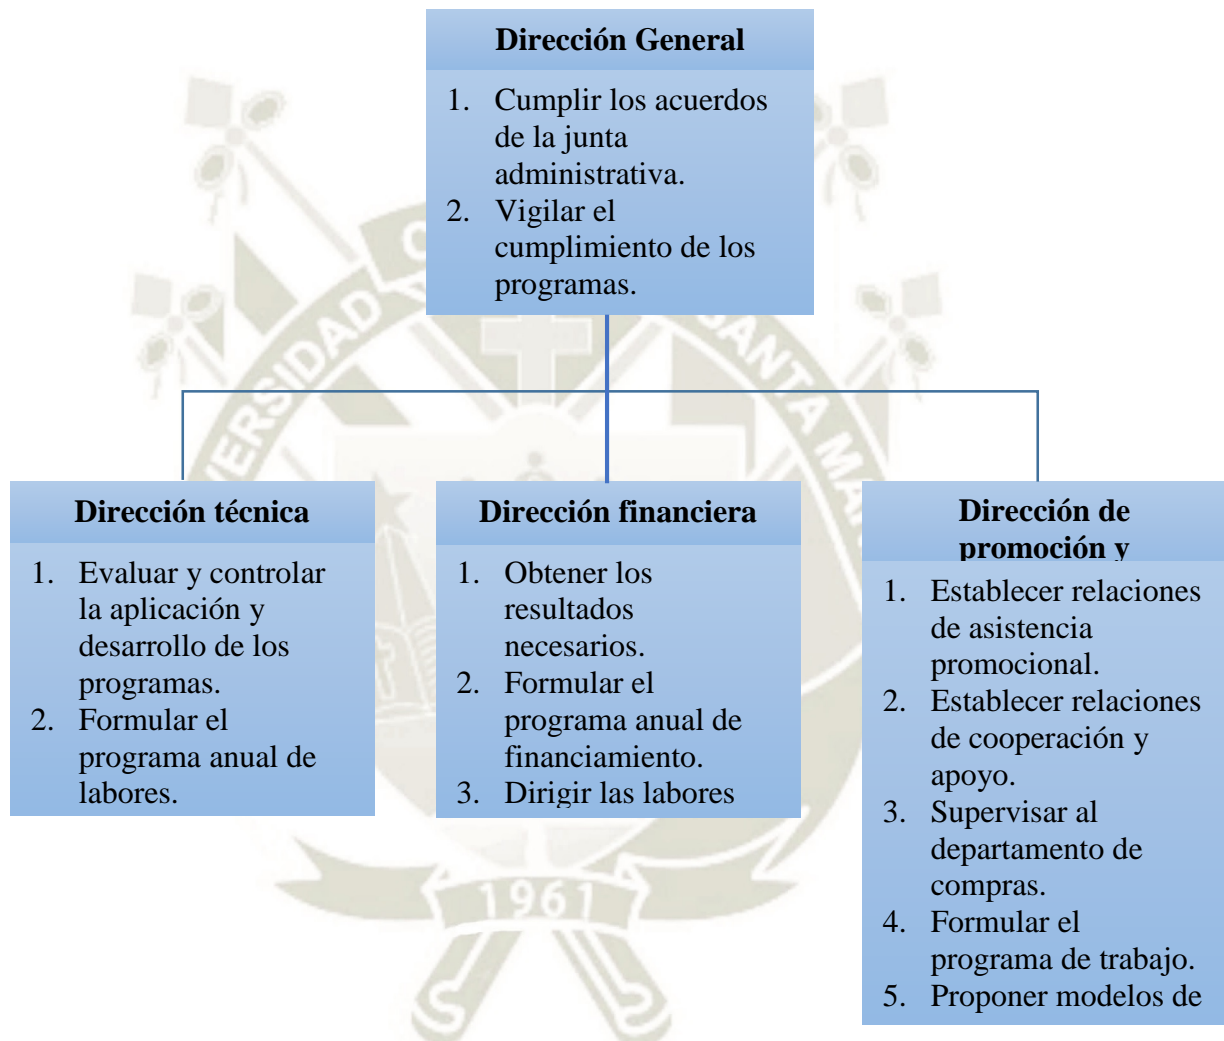 Dirección General
1. Cumplir los acuerdos
de la junta
administrativa.
2. Vigilar el
cumplimiento de los
programas.
Dirección técnica
1. Evaluar y controlar
la aplicación y
desarrollo de los
programas.
2. Formular el
programa anual de
labores.
Dirección financiera
1. Obtener los
resultados
necesarios.
2. Formular el
programa anual de
financiamiento.
3. Dirigir las labores
Dirección de
promoción y
1. Establecer relaciones
de asistencia
promocional.
2. Establecer relaciones
de cooperación y
apoyo.
3. Supervisar al
departamento de
compras.
4. Formular el
programa de trabajo.
5. Proponer modelos de
SANTA
1961